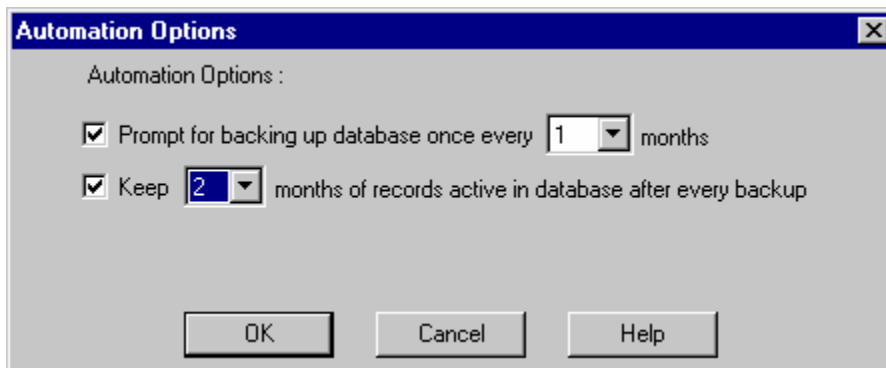 Automation Options
Automation Options :
Prompt for backing up database once every 1 months
Keep 2 months of records active in database after every backup
OK Cancel Help